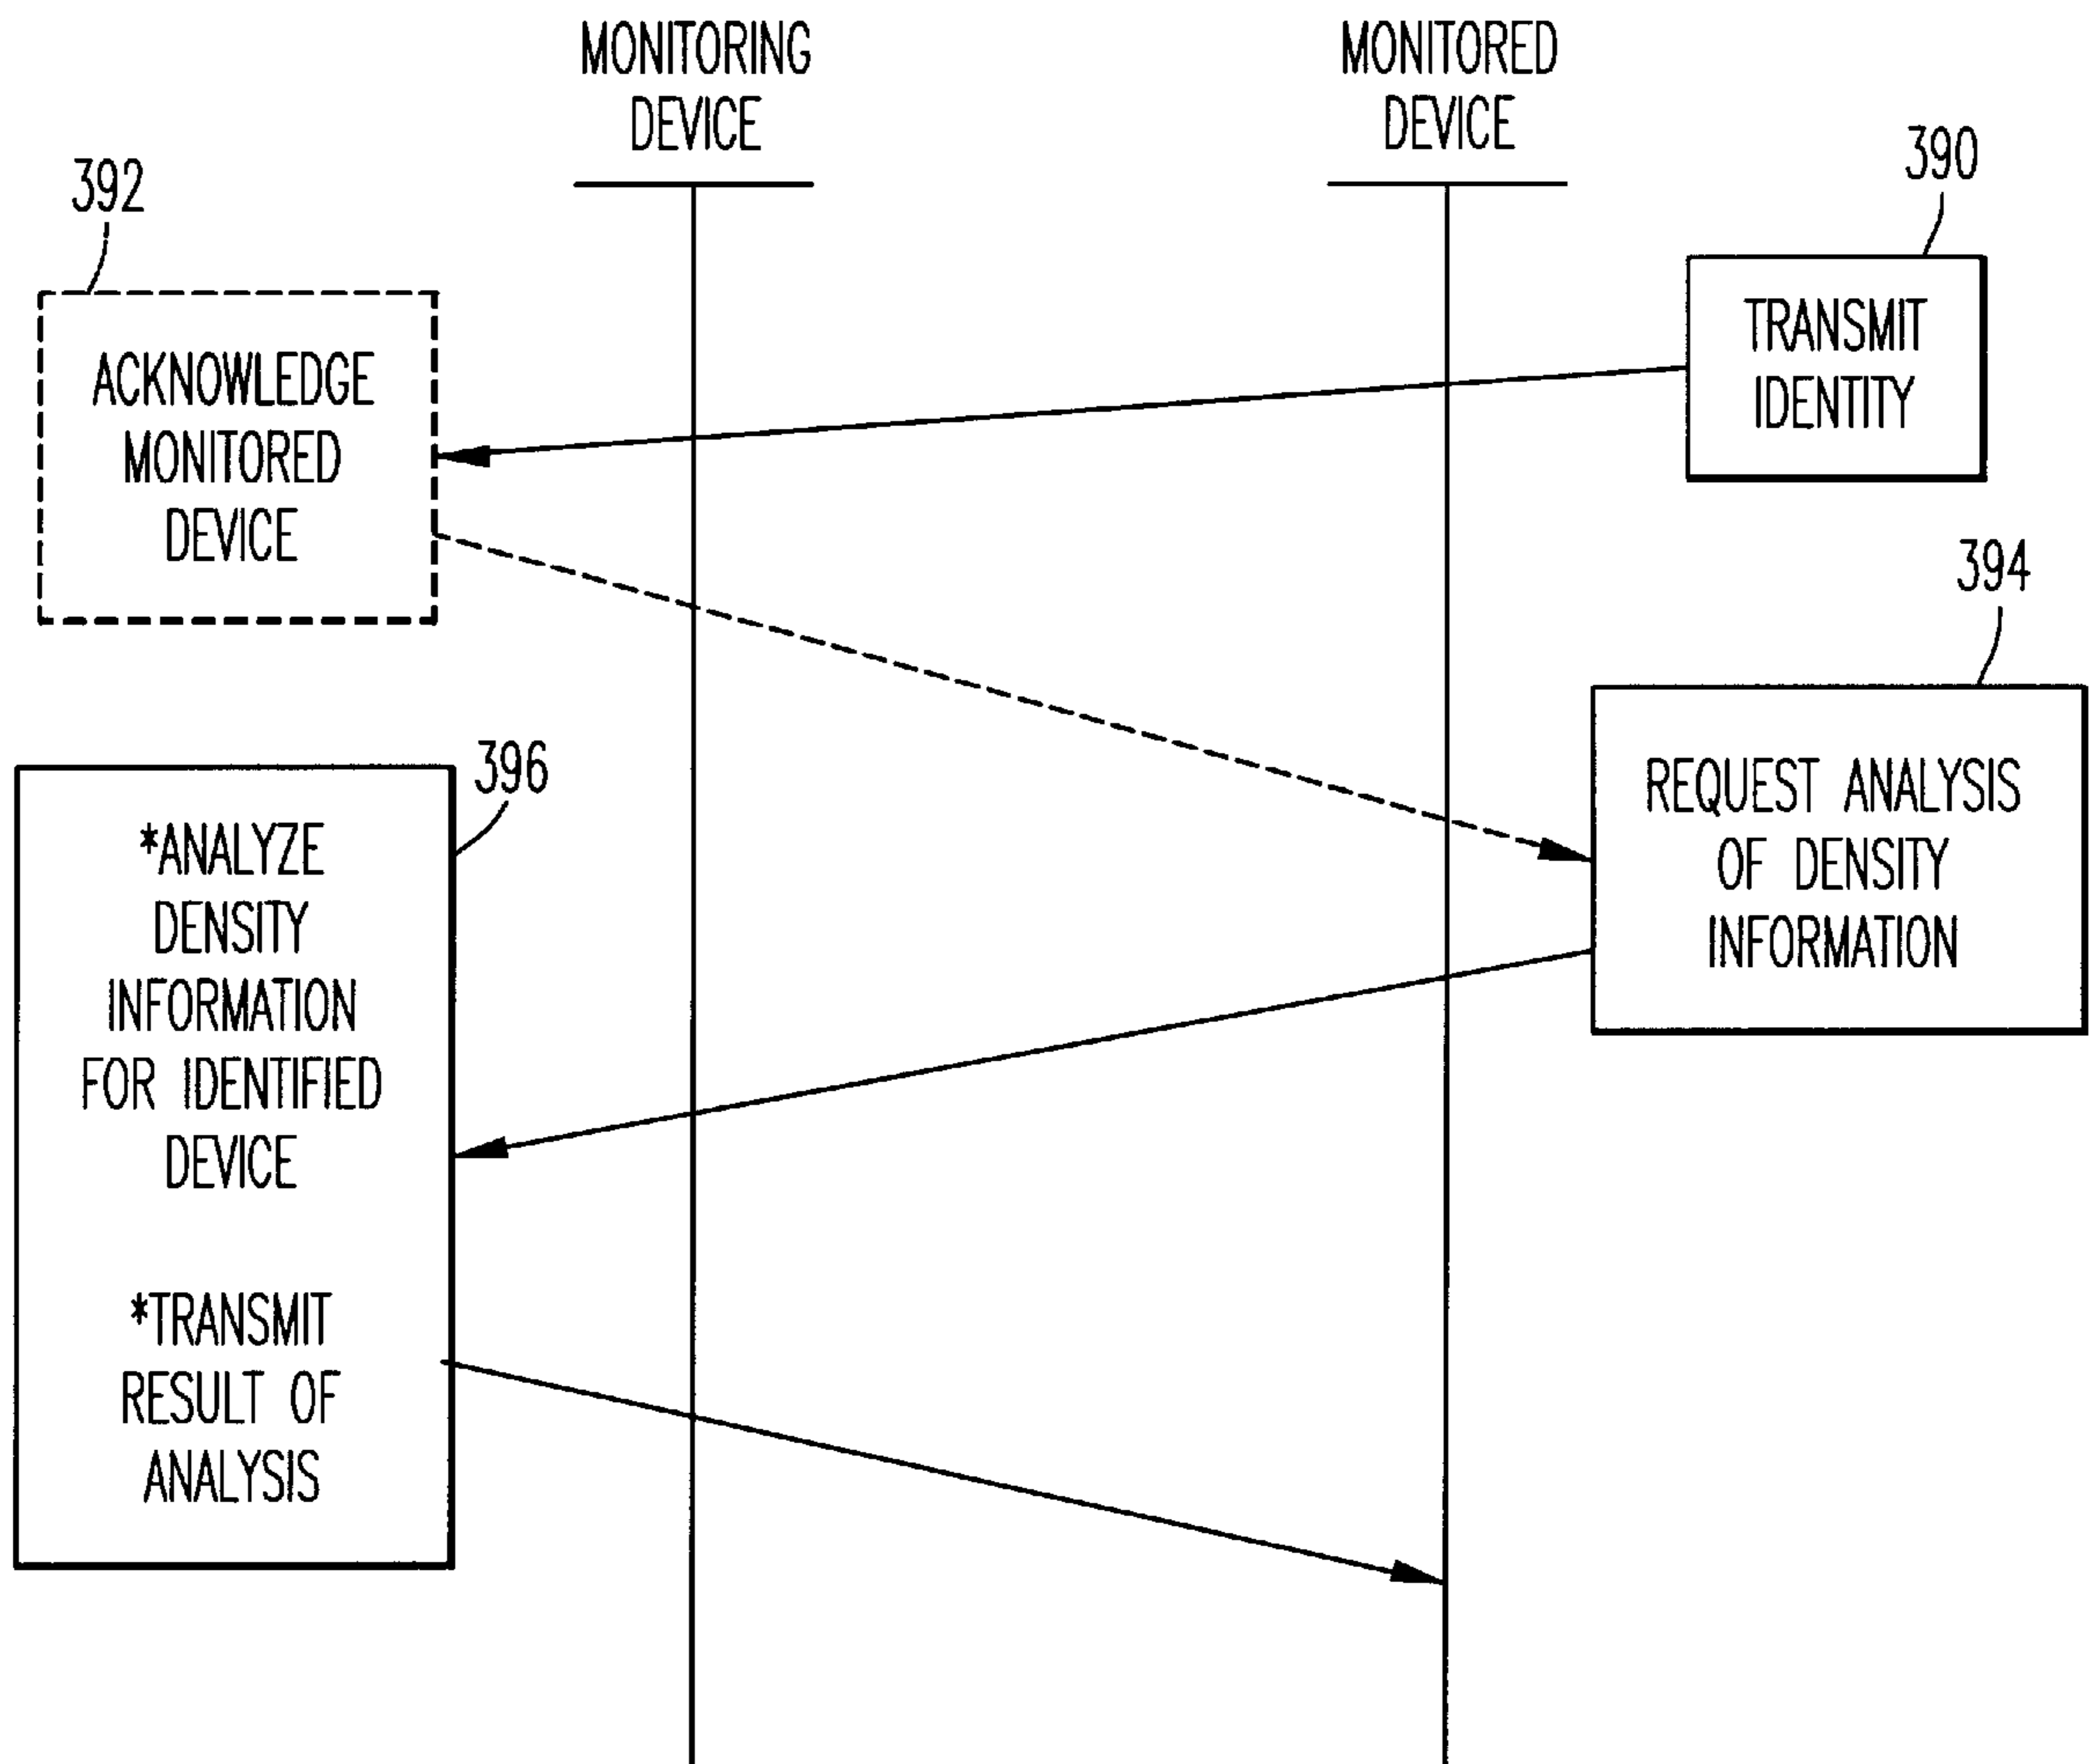 MONITORING
DEVICE
MONITORED
DEVICE
390
392
TRANSMIT
IDENTITY
ACKNOWLEDGE
MONITORED
DEVICE
394
REQUEST ANALYSIS
OF DENSITY
INFORMATION
396
*ANALYZE
DENSITY
INFORMATION
FOR IDENTIFIED
DEVICE
*TRANSMIT
RESULT OF
ANALYSIS